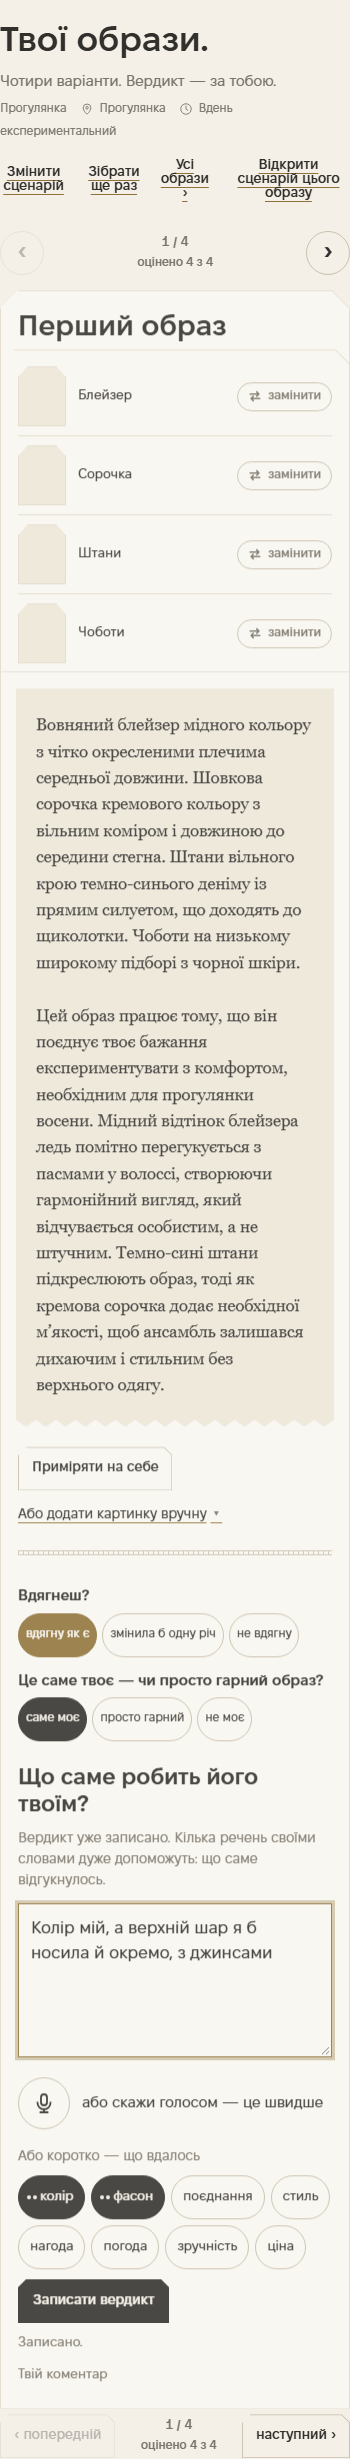 Твої образи.
Чотири варіанти. Вердикт — за тобою.
Прогулянка Прогулянка Вдень
експериментальний
Змінити сценарій
Зібрати ще раз
Усі образи ›
Відкрити сценарій цього образу
‹
1 / 4
оцінено 4 з 4
›
Перший образ
Блейзер замінити
Сорочка замінити
Штани замінити
Чоботи замінити
Вовняний блейзер мідного кольору
з чітко окресленими плечима
середньої довжини. Шовкова
сорочка кремового кольору з
вільним коміром і довжиною до
середини стегна. Штани вільного
крою темно-синього деніму із
прямим силуетом, що доходять до
щиколотки. Чоботи на низькому
широкому підборі з чорної шкіри.
Цей образ працює тому, що він
поєднує твоє бажання
експериментувати з комфортом,
необхідним для прогулянки
восени. Мідний відтінок блейзера
ледь помітно перегукується з
пасмами у волоссі, створюючи
гармонійний вигляд, який
відчувається особистим, а не
штучним. Темно-сині штани
підкреслюють образ, тоді як
кремова сорочка додає необхідної
м’якості, щоб ансамбль залишався
дихаючим і стильним без
верхнього одягу.
Приміряти на себе
Або додати картинку вручну ▾
Вдягнеш?
вдягну як є змінила б одну річ не вдягну
Це саме твоє — чи просто гарний образ?
саме моє просто гарний не моє
Що саме робить його
твоїм?
Вердикт уже записано. Кілька речень своїми
словами дуже допоможуть: що саме
відгукнулось.
Колір мій, а верхній шар я б
носила й окремо, з джинсами
або скажи голосом — це швидше
Або коротко — що вдалось
•• колір •• фасон поєднання стиль
нагода погода зручність ціна
Записати вердикт
Записано.
Твій коментар
‹ попередній
1 / 4
оцінено 4 з 4
наступний ›